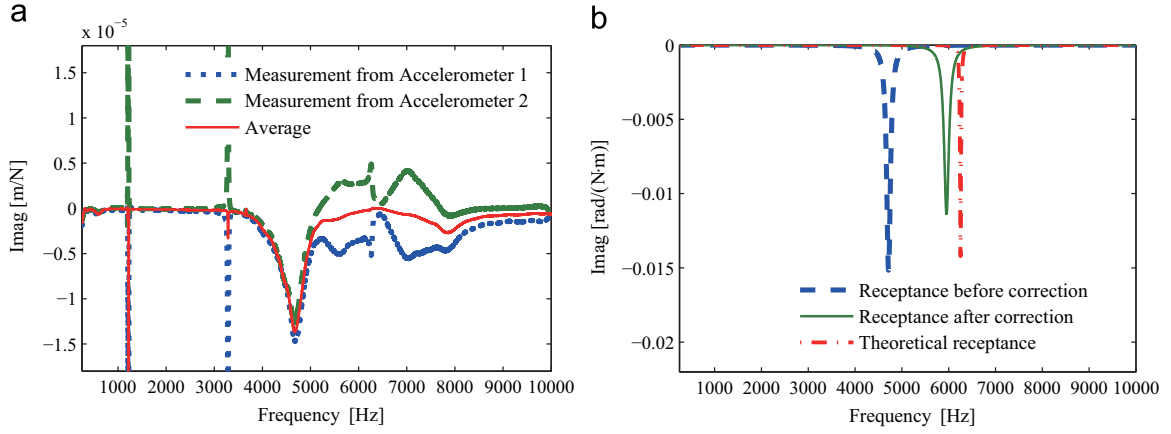 a
x 10⁻⁵
1.5
1
0.5
0
−0.5
−1
−1.5
Imag [m/N]
Measurement from Accelerometer 1
Measurement from Accelerometer 2
Average
1000 2000 3000 4000 5000 6000 7000 8000 9000 10000
Frequency [Hz]
b
0
−0.005
−0.01
−0.015
−0.02
Imag [rad/(N·m)]
Receptance before correction
Receptance after correction
Theoretical receptance
1000 2000 3000 4000 5000 6000 7000 8000 9000 10000
Frequency [Hz]